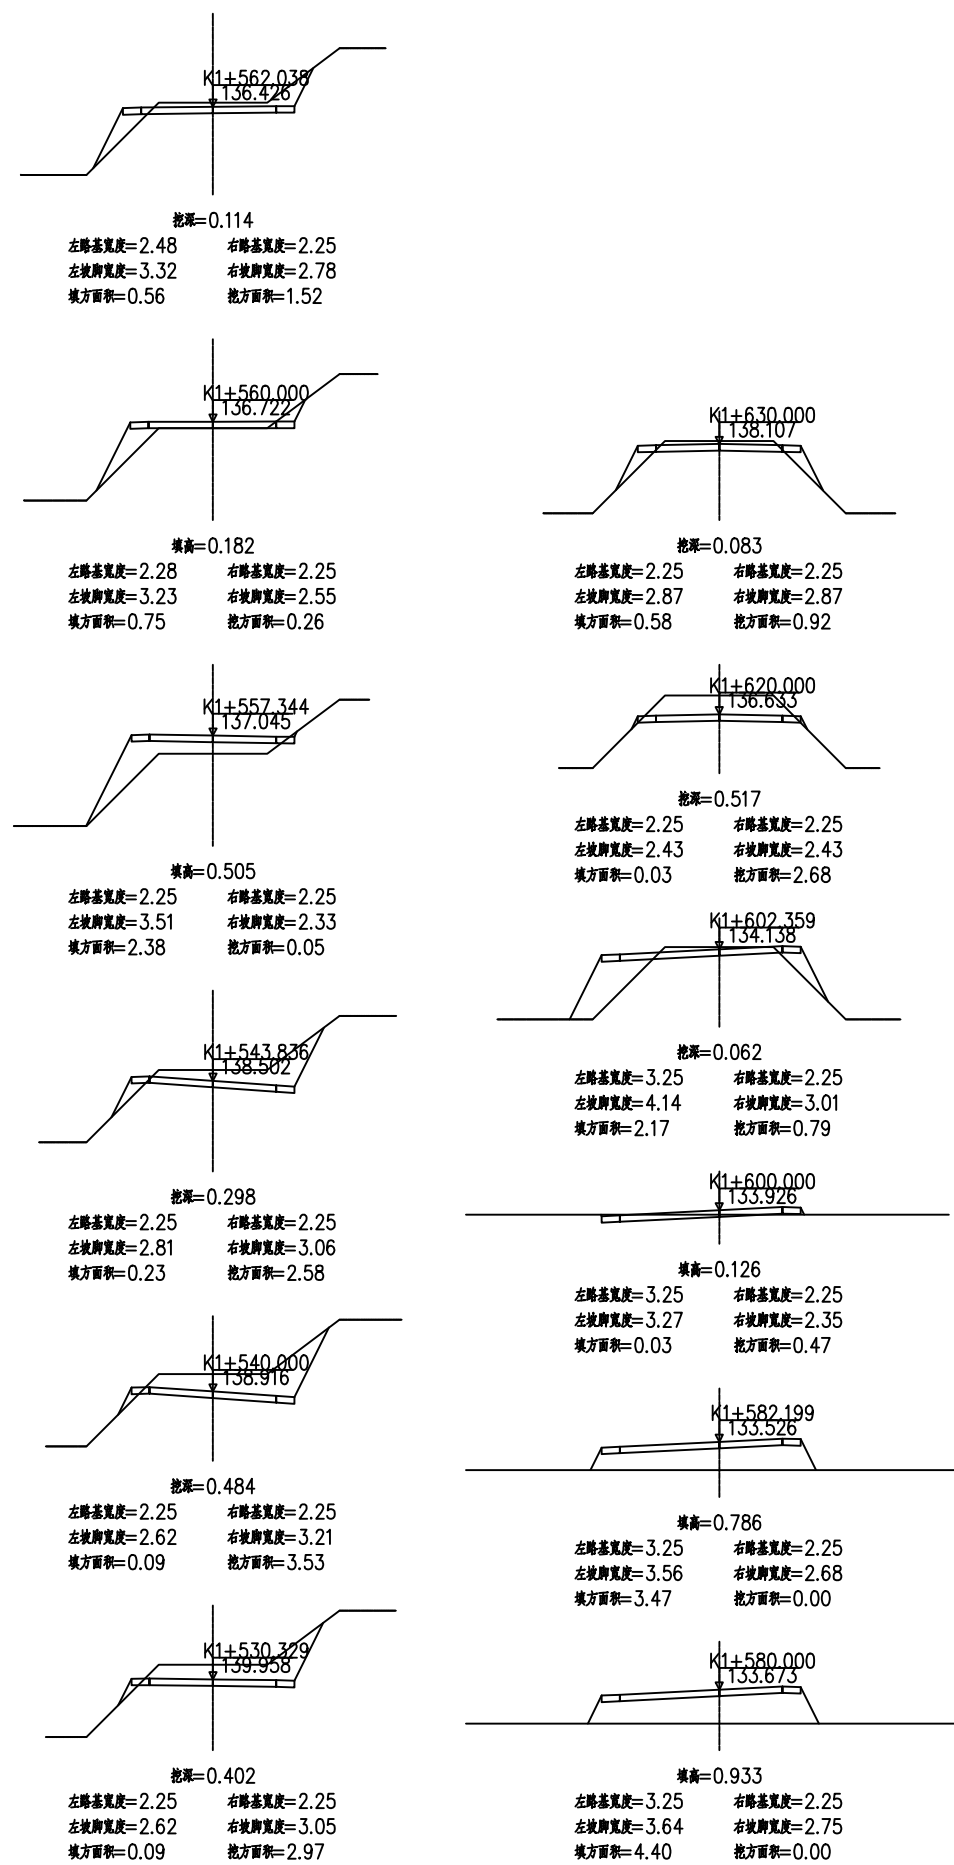 K1+562.038
136.426
挖深=0.114
左路基宽度=2.48 右路基宽度=2.25
左坡脚宽度=3.32 右坡脚宽度=2.78
填方面积=0.56 挖方面积=1.52
K1+560.000
136.722
填高=0.182
左路基宽度=2.28 右路基宽度=2.25
左坡脚宽度=3.23 右坡脚宽度=2.55
填方面积=0.75 挖方面积=0.26
K1+557.344
137.045
填高=0.505
左路基宽度=2.25 右路基宽度=2.25
左坡脚宽度=3.51 右坡脚宽度=2.33
填方面积=2.38 挖方面积=0.05
K1+543.836
138.502
挖深=0.298
左路基宽度=2.25 右路基宽度=2.25
左坡脚宽度=2.81 右坡脚宽度=3.06
填方面积=0.23 挖方面积=2.58
K1+540.000
138.916
挖深=0.484
左路基宽度=2.25 右路基宽度=2.25
左坡脚宽度=2.62 右坡脚宽度=3.21
填方面积=0.09 挖方面积=3.53
K1+530.329
139.958
挖深=0.402
左路基宽度=2.25 右路基宽度=2.25
左坡脚宽度=2.62 右坡脚宽度=3.05
填方面积=0.09 挖方面积=2.97
K1+630.000
138.107
挖深=0.083
左路基宽度=2.25 右路基宽度=2.25
左坡脚宽度=2.87 右坡脚宽度=2.87
填方面积=0.58 挖方面积=0.92
K1+620.000
136.633
挖深=0.517
左路基宽度=2.25 右路基宽度=2.25
左坡脚宽度=2.43 右坡脚宽度=2.43
填方面积=0.03 挖方面积=2.68
K1+602.359
134.138
挖深=0.062
左路基宽度=3.25 右路基宽度=2.25
左坡脚宽度=4.14 右坡脚宽度=3.01
填方面积=2.17 挖方面积=0.79
K1+600.000
133.926
填高=0.126
左路基宽度=3.25 右路基宽度=2.25
左坡脚宽度=3.27 右坡脚宽度=2.35
填方面积=0.03 挖方面积=0.47
K1+582.199
133.526
填高=0.786
左路基宽度=3.25 右路基宽度=2.25
左坡脚宽度=3.56 右坡脚宽度=2.68
填方面积=3.47 挖方面积=0.00
K1+580.000
133.673
填高=0.933
左路基宽度=3.25 右路基宽度=2.25
左坡脚宽度=3.64 右坡脚宽度=2.75
填方面积=4.40 挖方面积=0.00